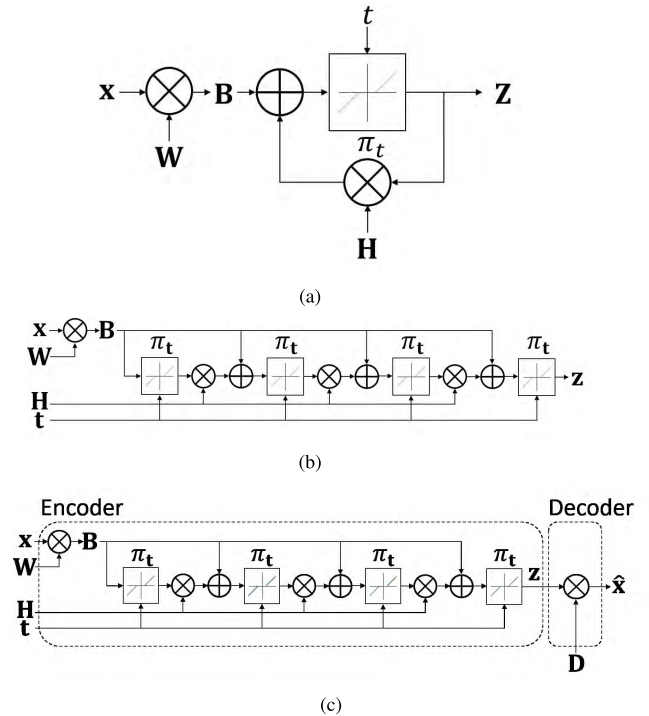 t
x B Z
π_t
W
H
(a)
x B
W π_t π_t π_t π_t
z
H
t
(b)
Encoder Decoder
x B
W π_t π_t π_t π_t
z x̂
H
t
D
(c)